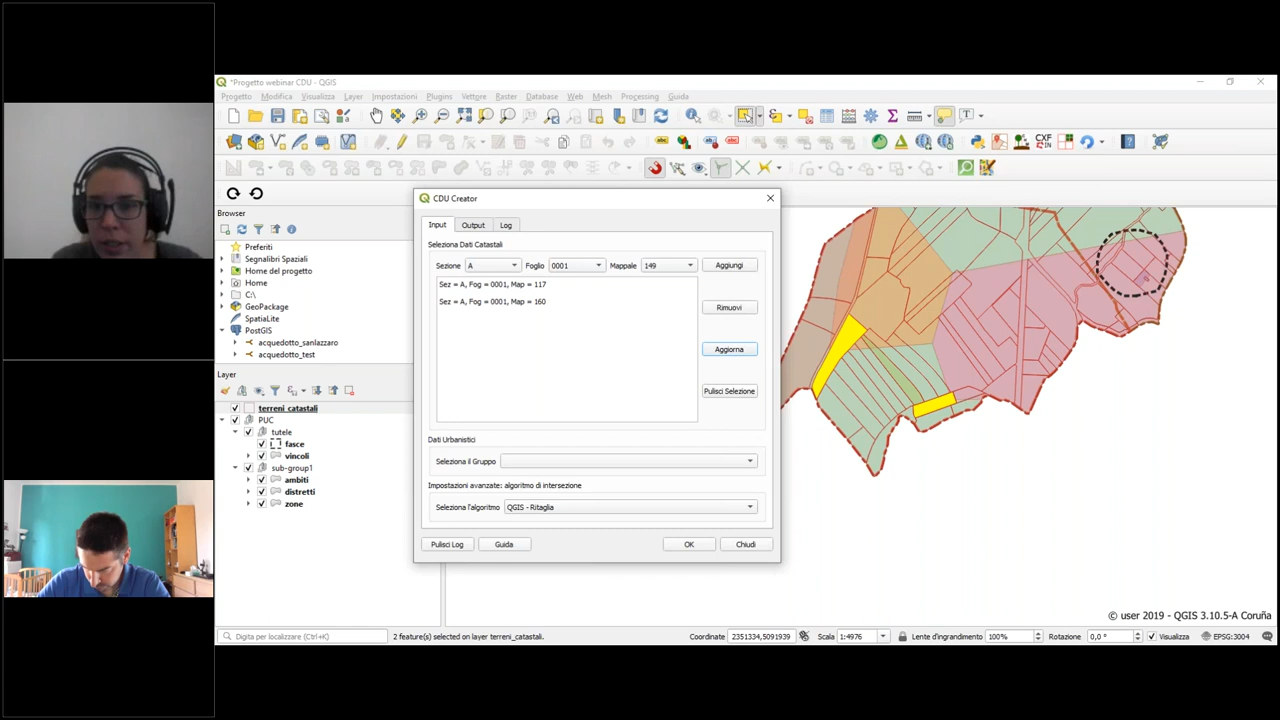 *Progetto webinar CDU - QGIS
Progetto Modifica Visualizza Layer Impostazioni Plugins Vettore Raster Database Web Mesh Processing Guida
Browser
Preferiti
Segnalibri Spaziali
Home del progetto
Home
C:\
GeoPackage
SpatiaLite
PostGIS
acquedotto_sanlazzaro
acquedotto_test
Layer
terreni_catastali
PUC
tutele
fasce
vincoli
sub-group1
ambiti
distretti
zone
CDU Creator
Input Output Log
Seleziona Dati Catastali
Sezione A Foglio 0001 Mappale 149 Aggiungi
Sez = A, Fog = 0001, Map = 117
Sez = A, Fog = 0001, Map = 160
Rimuovi
Aggiorna
Pulisci Selezione
Dati Urbanistici
Seleziona il Gruppo
Impostazioni avanzate: algoritmo di intersezione
Seleziona l'algoritmo QGIS - Ritaglia
Pulisci Log Guida OK Chiudi
CXF
IN
© user 2019 - QGIS 3.10.5-A Coruña
Digita per localizzare (Ctrl+K) 2 feature(s) selected on layer terreni_catastali. Coordinate 2351334,5091939 Scala 1:4976 Lente d'ingrandimento 100% Rotazione 0,0 ° Visualizza EPSG:3004